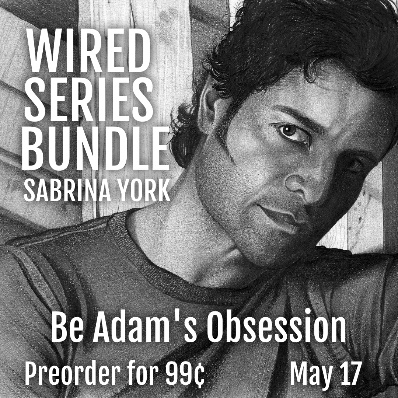 WIRED
SERIES
BUNDLE
SABRINA YORK
Be Adam's Obsession
Preorder for 99¢ May 17